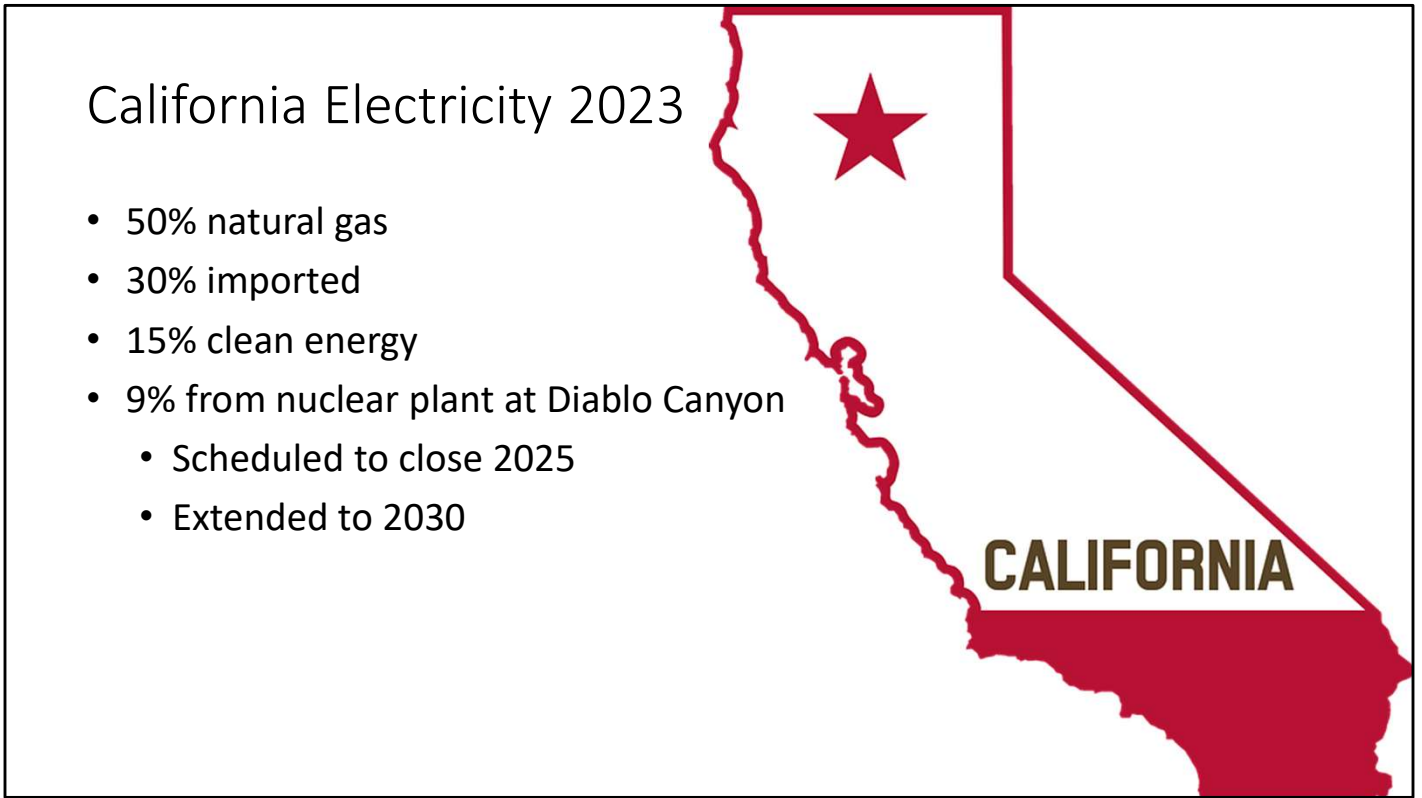 California Electricity 2023
• 50% natural gas
• 30% imported
• 15% clean energy
• 9% from nuclear plant at Diablo Canyon
• Scheduled to close 2025
• Extended to 2030
CALIFORNIA